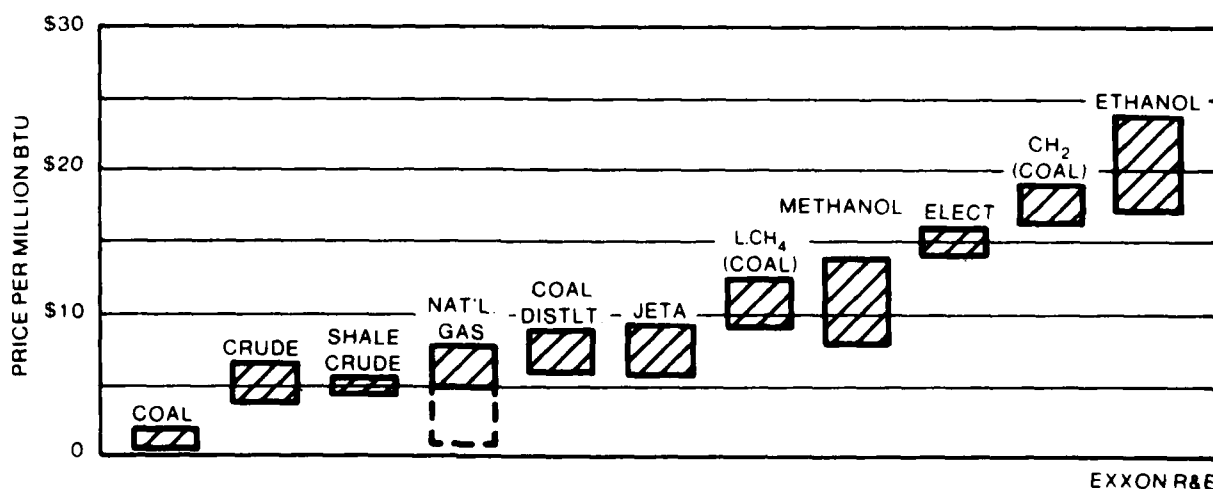 $30
$20
$10
0
PRICE PER MILLION BTU
COAL
CRUDE
SHALE
CRUDE
NAT'L.
GAS
COAL
DISTLT
JETA
L.CH₄
(COAL)
METHANOL
ELECT
CH₂
(COAL)
ETHANOL
EXXON R&E